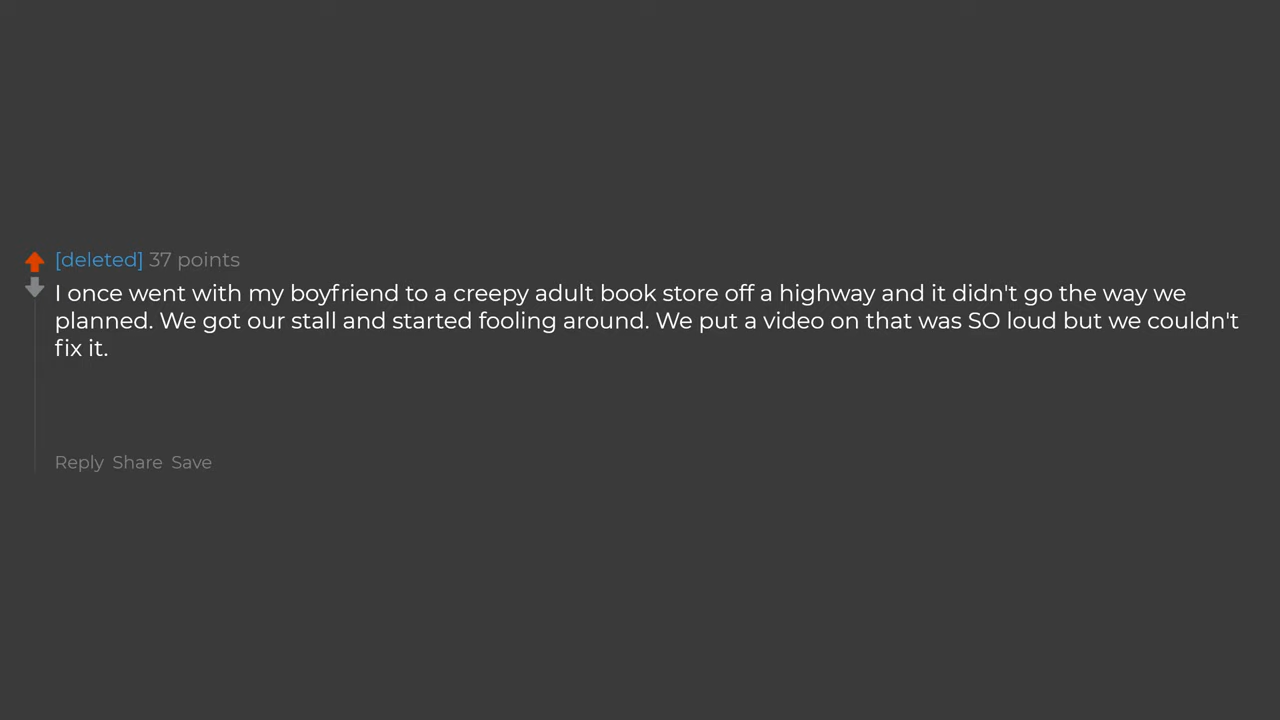 [deleted] 37 points
I once went with my boyfriend to a creepy adult book store off a highway and it didn't go the way we
planned. We got our stall and started fooling around. We put a video on that was SO loud but we couldn't
fix it.
Reply Share Save